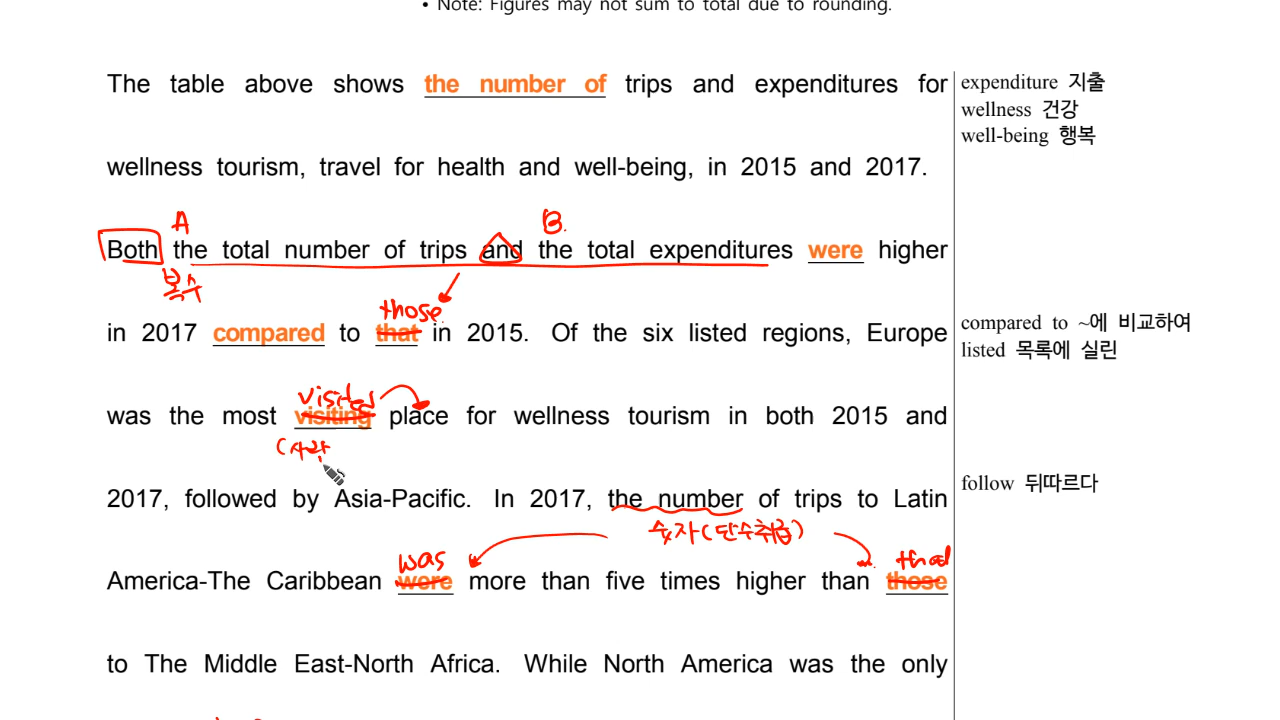 • Note: Figures may not sum to total due to rounding.
The table above shows the number of trips and expenditures for
expenditure 지출
wellness 건강
well-being 행복
wellness tourism, travel for health and well-being, in 2015 and 2017.
A B
Both the total number of trips and the total expenditures were higher
복수
those
in 2017 compared to that in 2015. Of the six listed regions, Europe
compared to ~에 비교하여
listed 목록에 실린
visited
was the most visiting place for wellness tourism in both 2015 and
(사람
2017, followed by Asia-Pacific. In 2017, the number of trips to Latin
follow 뒤따르다
숫자(단수취급)
was that
America-The Caribbean were more than five times higher than those
to The Middle East-North Africa. While North America was the only